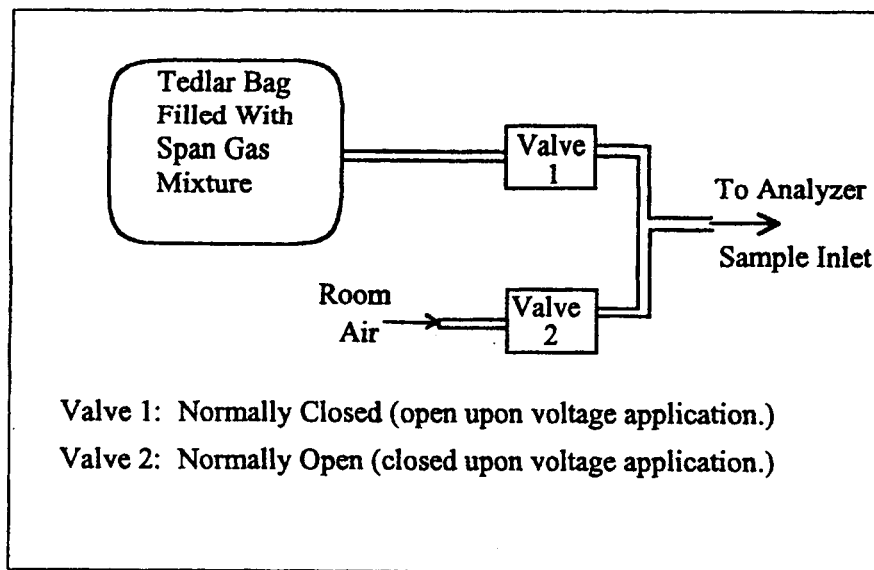 Tedlar Bag
Filled With
Span Gas
Mixture
Valve
1
To Analyzer
Sample Inlet
Room
Air
Valve
2
Valve 1: Normally Closed (open upon voltage application.)
Valve 2: Normally Open (closed upon voltage application.)